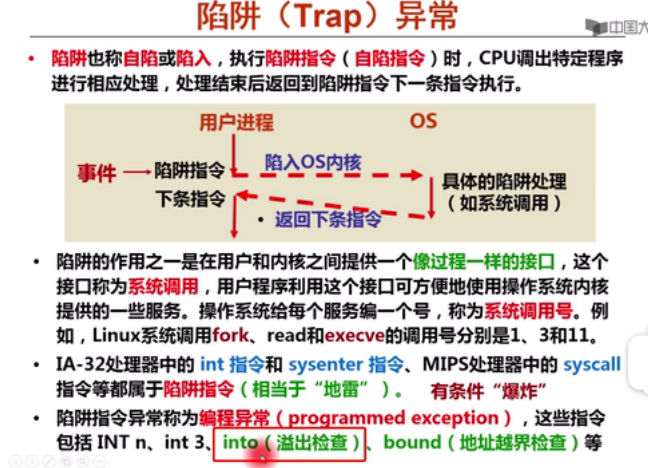 陷阱（Trap）异常
中国大
• 陷阱也称自陷或陷入，执行陷阱指令（自陷指令）时，CPU调出特定程序
进行相应处理，处理结束后返回到陷阱指令下一条指令执行。
用户进程 OS
事件 陷阱指令 陷入OS内核
具体的陷阱处理
下条指令
（如系统调用）
• 返回下条指令
• 陷阱的作用之一是在用户和内核之间提供一个像过程一样的接口，这个
接口称为系统调用，用户程序利用这个接口可方便地使用操作系统内核
提供的一些服务。操作系统给每个服务编一个号，称为系统调用号。例
如，Linux系统调用fork、read和execve的调用号分别是1、3和11。
• IA-32处理器中的 int 指令和 sysenter 指令、MIPS处理器中的 syscall
指令等都属于陷阱指令（相当于“地雷”）。 有条件“爆炸”
• 陷阱指令异常称为编程异常（programmed exception），这些指令
包括 INT n、int 3、into（溢出检查）、bound（地址越界检查）等